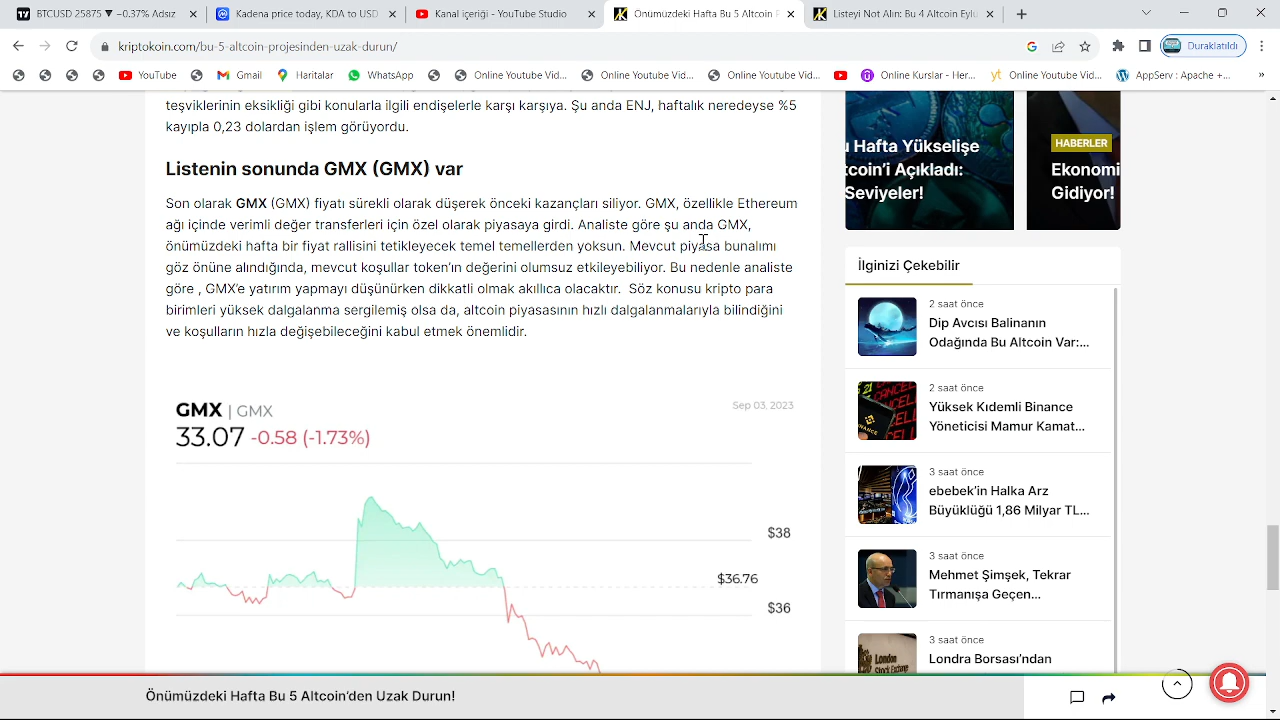 BTCUSD 25875 ▼ −0.37% Adsız
Kadena price today, KDA to USD
Kanal içeriği - YouTube Studio
Önümüzdeki Hafta Bu 5 Altcoin
Listeyi Not Alın: Bu 4 Altcoin Eylü
kriptokoin.com/bu-5-altcoin-projesinden-uzak-durun/
Duraklatıldı
YouTube
Gmail
Haritalar
WhatsApp
Online Youtube Vid...
Online Youtube Vid...
Online Youtube Vid...
Online Kurslar - Her...
Online Youtube Vid...
AppServ : Apache +...
»
teşviklerinin eksikliği gibi konularla ilgili endişelerle karşı karşıya. Şu anda ENJ, haftalık neredeyse %5
kayıpla 0,23 dolardan işlem görüyordu.
Listenin sonunda GMX (GMX) var
Son olarak GMX (GMX) fiyatı sürekli olarak düşerek önceki kazançları siliyor. GMX, özellikle Ethereum
ağı içinde verimli değer transferleri için özel olarak piyasaya girdi. Analiste göre şu anda GMX,
önümüzdeki hafta bir fiyat rallisini tetikleyecek temel temellerden yoksun. Mevcut piyasa bunalımı
göz önüne alındığında, mevcut koşullar token'ın değerini olumsuz etkileyebiliyor. Bu nedenle analiste
göre , GMX'e yatırım yapmayı düşünürken dikkatli olmak akıllıca olacaktır. Söz konusu kripto para
birimleri yüksek dalgalanma sergilemiş olsa da, altcoin piyasasının hızlı dalgalanmalarıyla bilindiğini
ve koşulların hızla değişebileceğini kabul etmek önemlidir.
GMX | GMX
Sep 03, 2023
33.07 -0.58 (-1.73%)
$38
$36.76
$36
u Hafta Yükselişe
tcoin'i Açıkladı:
Seviyeler!
HABERLER
Ekonomi
Gidiyor!
İlginizi Çekebilir
2 saat önce
Dip Avcısı Balinanın
Odağında Bu Altcoin Var:...
2 saat önce
Yüksek Kıdemli Binance
Yöneticisi Mamur Kamat...
3 saat önce
ebebek'in Halka Arz
Büyüklüğü 1,86 Milyar TL...
3 saat önce
Mehmet Şimşek, Tekrar
Tırmanışa Geçen...
3 saat önce
Londra Borsası'ndan
Önümüzdeki Hafta Bu 5 Altcoin'den Uzak Durun!